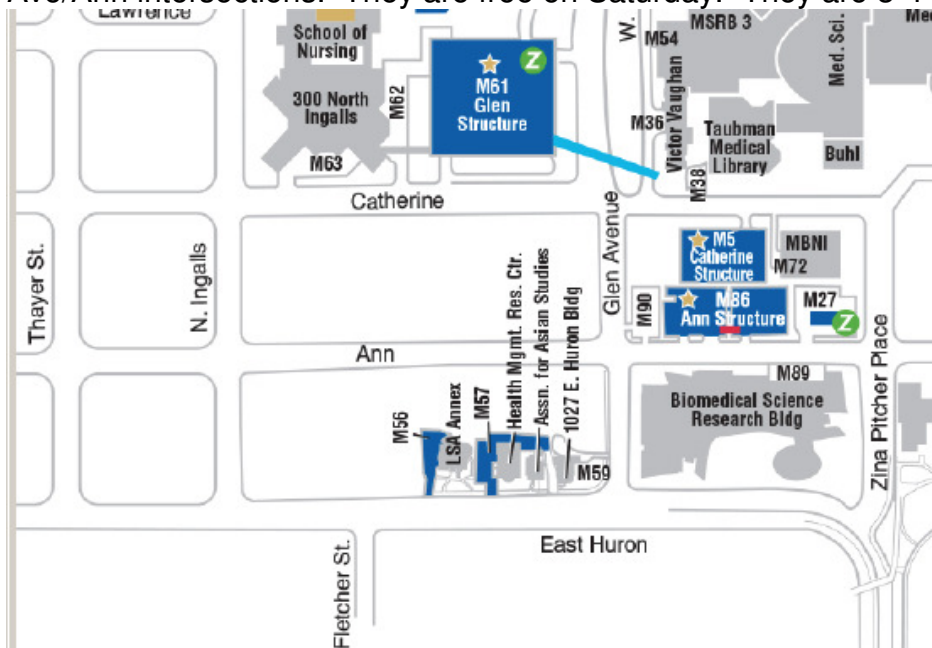 Lawrence
School of
Nursing
300 North
Ingalls
M62
M63
M61
Glen
Structure
Z
W.
M54
MSRB 3
Med. Sci.
M36
Victor Vaughan
Taubman
Medical
Library
Buhl
M38
Catherine
Glen Avenue
M5
Catherine
Structure
MBNI
M72
M90
M86
Ann Structure
M27
Z
Thayer St.
N. Ingalls
Ann
Health Mgmt. Res. Ctr.
Assn. for Asian Studies
1027 E. Huron Bldg
M56
LSA Annex
M57
M59
M89
Biomedical Science
Research Bldg
Zina Pitcher Place
East Huron
Fletcher St.